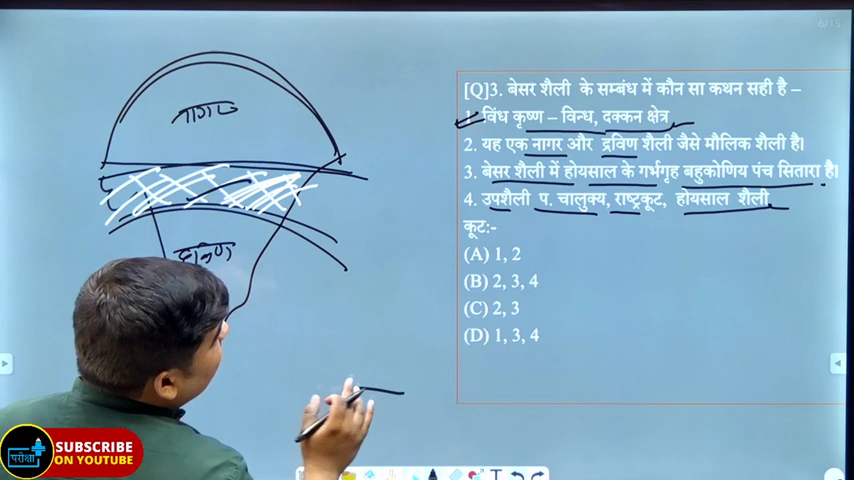 6/15
[Q]3. बेसर शैली के सम्बंध में कौन सा कथन सही है –
1. विंध कृष्ण – विन्ध, दक्कन क्षेत्र
2. यह एक नागर और द्रविण शैली जैसे मौलिक शैली है।
3. बेसर शैली में होयसाल के गर्भगृह बहुकोणिय पंच सितारा है।
4. उपशैली प. चालुक्य, राष्ट्रकूट, होयसाल शैली
कूट:-
(A) 1, 2
(B) 2, 3, 4
(C) 2, 3
(D) 1, 3, 4
नागर
द्रविण
परीक्षा
SUBSCRIBE
ON YOUTUBE